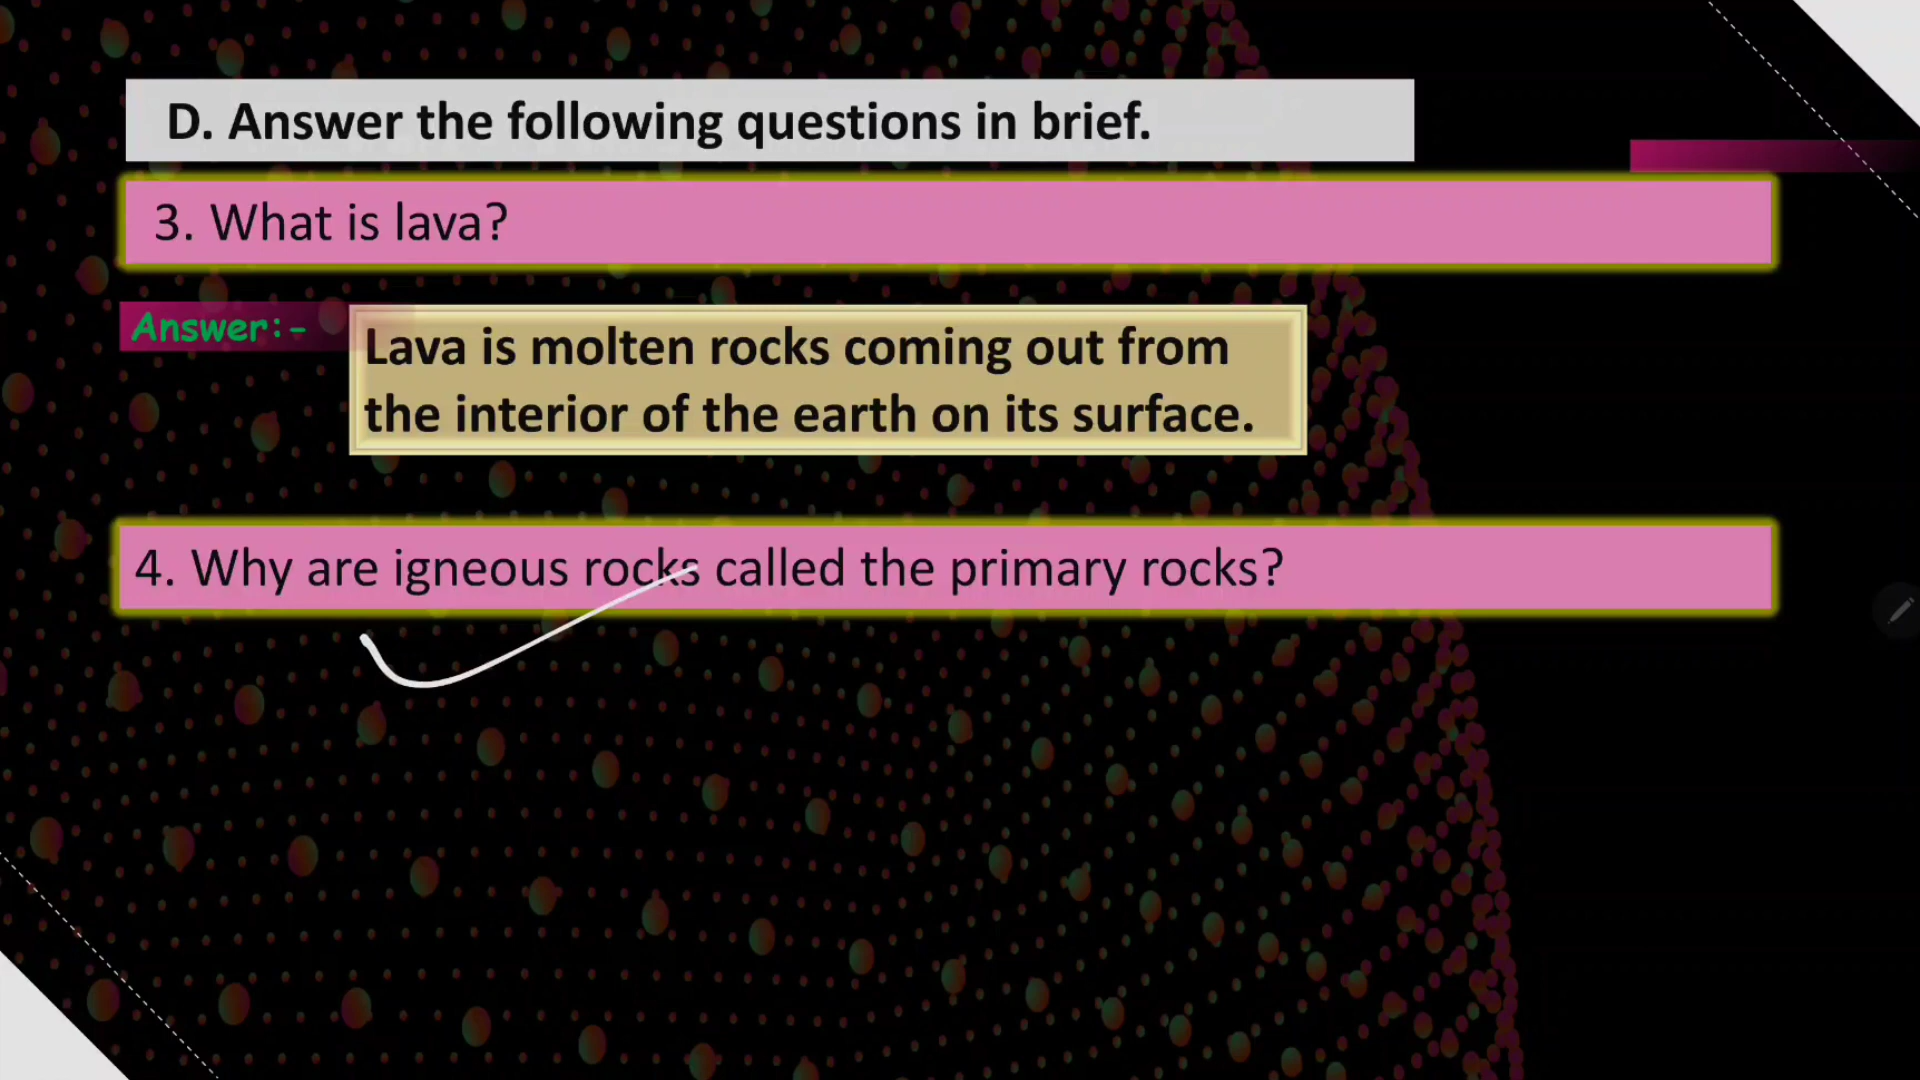 D. Answer the following questions in brief.
3. What is lava?
Answer:-
Lava is molten rocks coming out from
the interior of the earth on its surface.
4. Why are igneous rocks called the primary rocks?